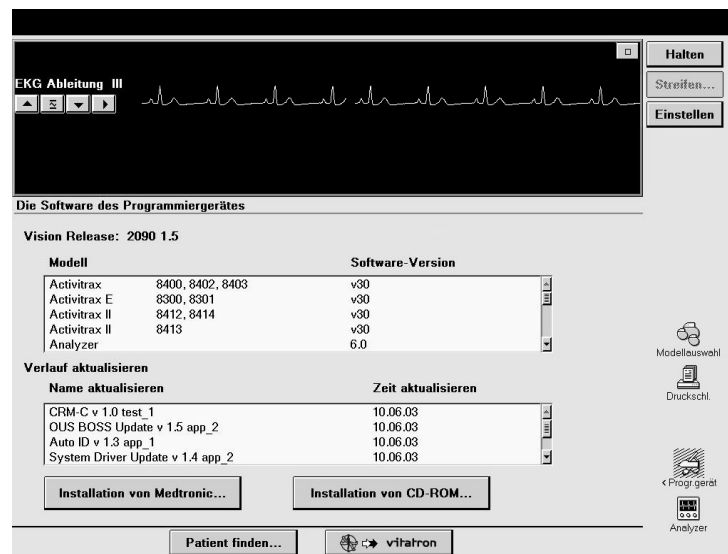 Halten
EKG Ableitung III
Streifen...
Einstellen
Die Software des Programmiergerätes
Vision Release: 2090 1.5
Modell Software-Version
Activitrax 8400, 8402, 8403 v30
Activitrax E 8300, 8301 v30
Activitrax II 8412, 8414 v30
Activitrax II 8413 v30
Analyzer 6.0
Modellauswahl
Verlauf aktualisieren
Name aktualisieren Zeit aktualisieren
Druckschl.
CRM-C v 1.0 test_1 10.06.03
OUS BOSS Update v 1.5 app_2 10.06.03
Auto ID v 1.3 app_1 10.06.03
System Driver Update v 1.4 app_2 10.06.03
< Progr.gerät
Installation von Medtronic... Installation von CD-ROM...
Analyzer
Patient finden... vitatron